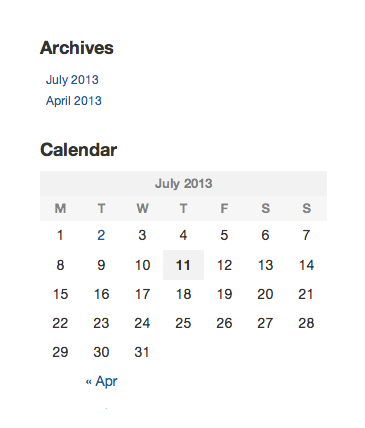 Archives
July 2013
April 2013
Calendar
July 2013
M T W T F S S
1 2 3 4 5 6 7
8 9 10 11 12 13 14
15 16 17 18 19 20 21
22 23 24 25 26 27 28
29 30 31
« Apr